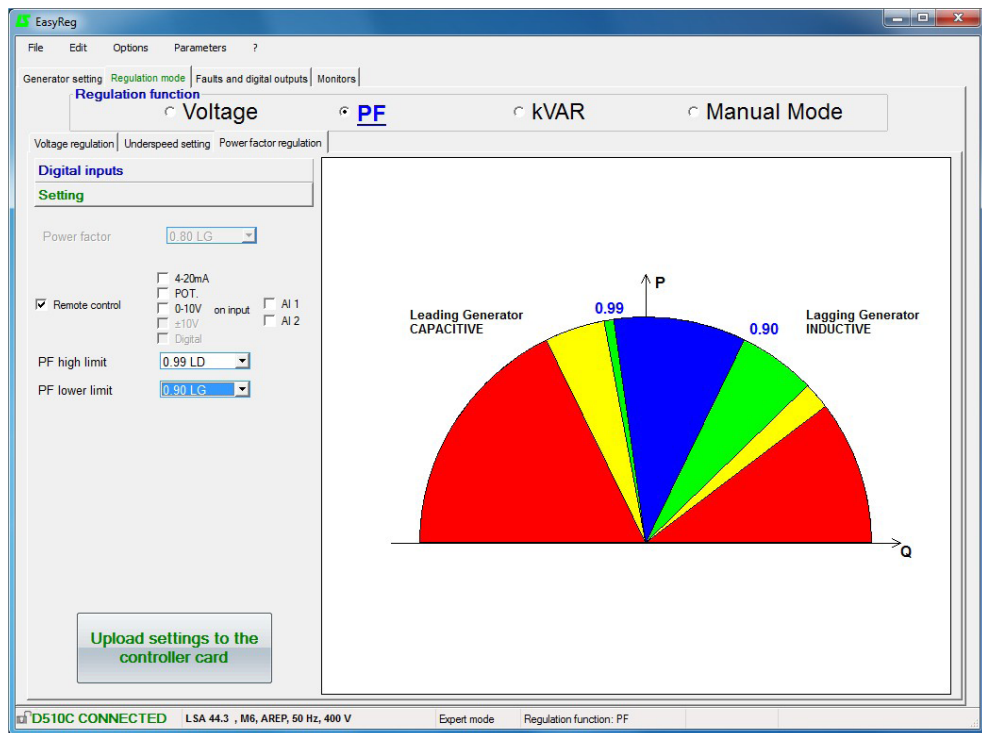 EasyReg
File Edit Options Parameters ?
Generator setting Regulation mode Faults and digital outputs Monitors
Regulation function
Voltage PF kVAR Manual Mode
Voltage regulation Underspeed setting Power factor regulation
Digital inputs
Setting
Power factor 0.80 LG
4-20mA
POT.
Remote control 0-10V on input AI 1
±10V AI 2
Digital
PF high limit 0.99 LD
PF lower limit 0.90 LG
P
0.99
Leading Generator
CAPACITIVE
0.90
Lagging Generator
INDUCTIVE
Q
Upload settings to the
controller card
D510C CONNECTED LSA 44.3 , M6, AREP, 50 Hz, 400 V Expert mode Regulation function: PF